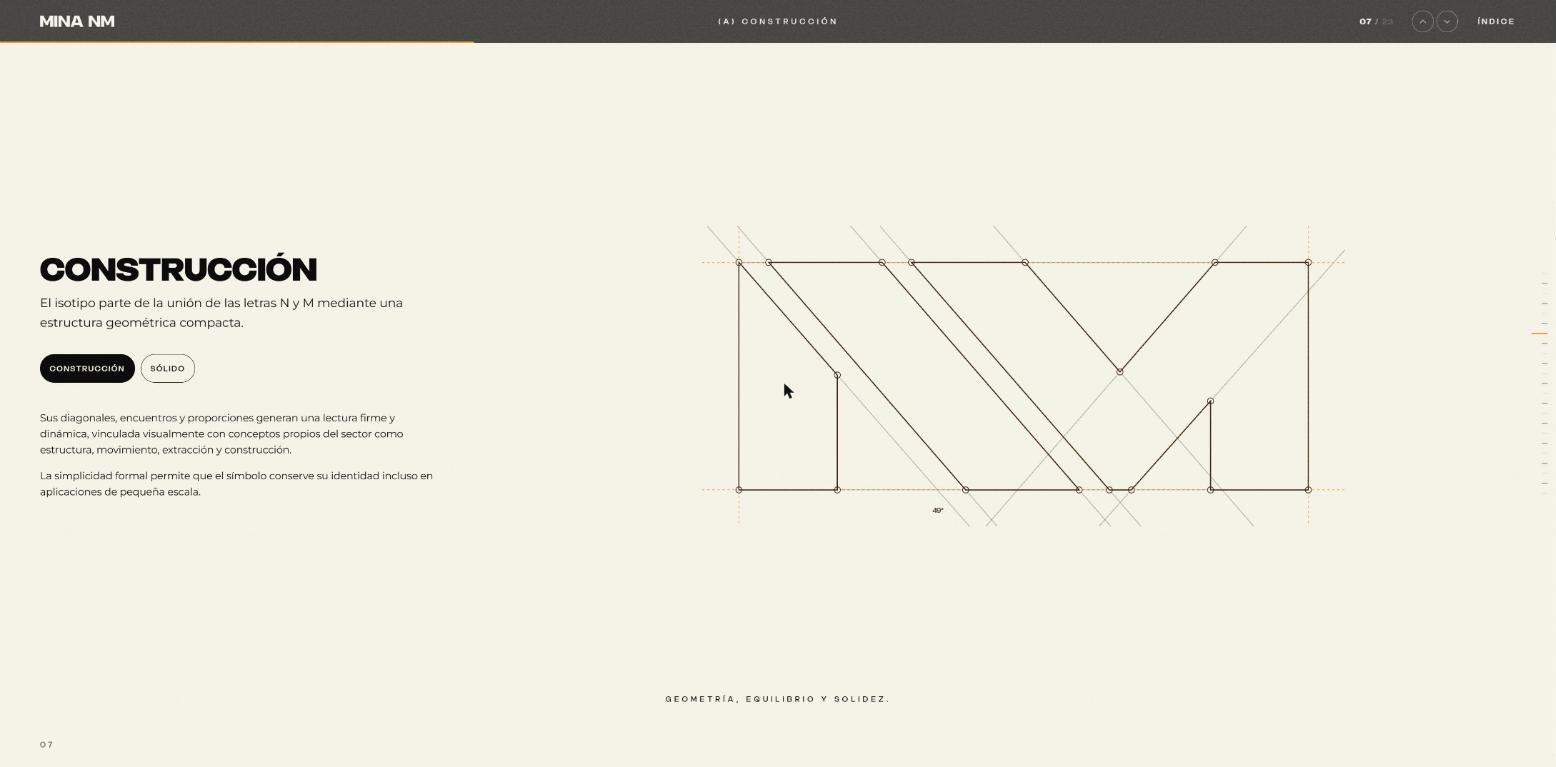 MINA NM
(A) CONSTRUCCIÓN
07 / 23
ÍNDICE
CONSTRUCCIÓN
El isotipo parte de la unión de las letras N y M mediante una
estructura geométrica compacta.
CONSTRUCCIÓN
SÓLIDO
Sus diagonales, encuentros y proporciones generan una lectura firme y
dinámica, vinculada visualmente con conceptos propios del sector como
estructura, movimiento, extracción y construcción.
La simplicidad formal permite que el símbolo conserve su identidad incluso en
aplicaciones de pequeña escala.
49°
GEOMETRÍA, EQUILIBRIO Y SOLIDEZ.
07